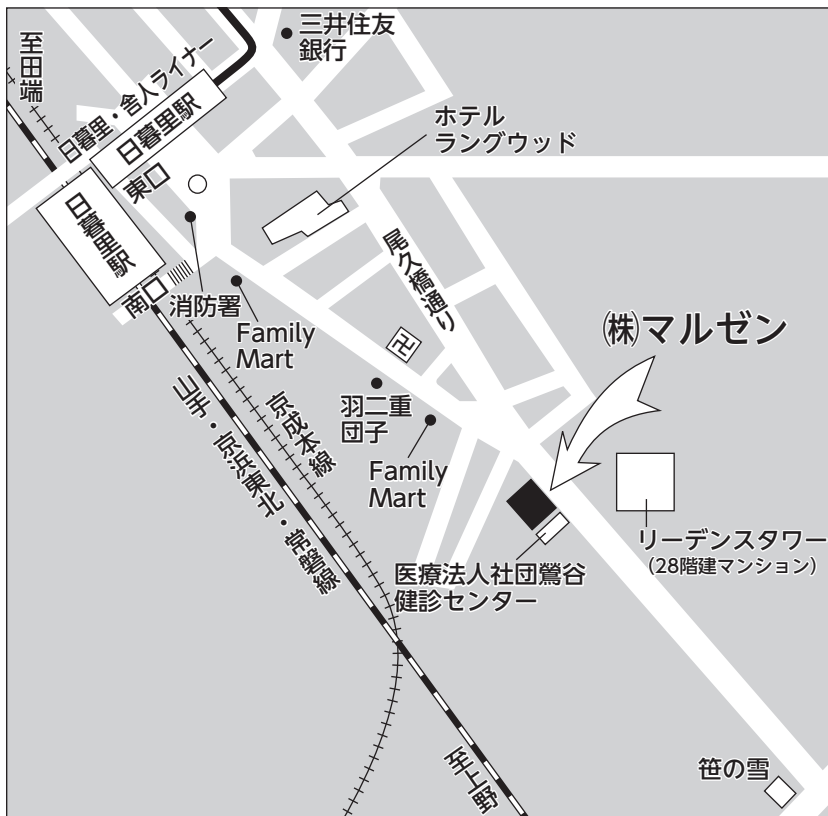 三井住友
銀行
至田端
日暮里・舎人ライナー
日暮里駅
東口
日暮里駅
南口
消防署
Family
Mart
ホテル
ラングウッド
尾久橋通り
卍
㈱マルゼン
羽二重
団子
Family
Mart
京成本線
山手・京浜東北・常磐線
リーデンスタワー
(28階建マンション)
医療法人社団鶯谷
健診センター
至上野
笹の雪